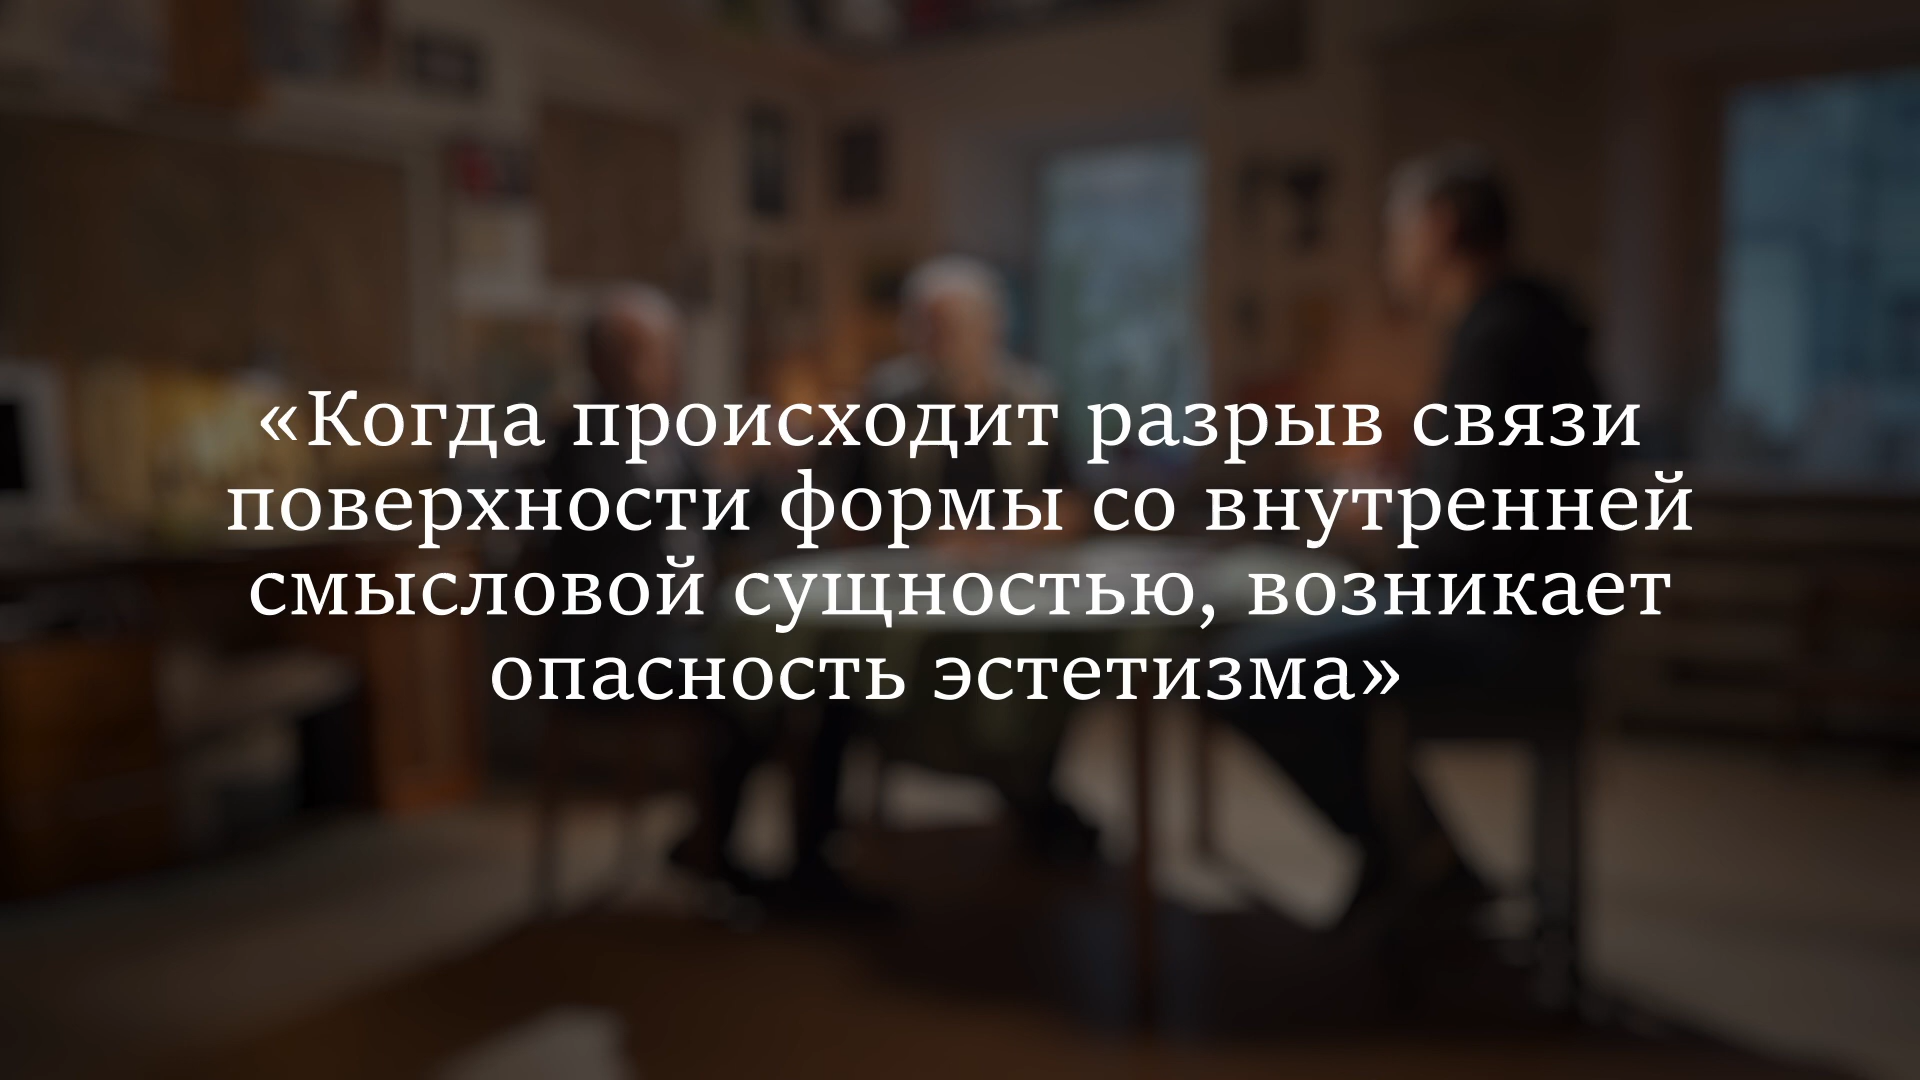 «Когда происходит разрыв связи
поверхности формы со внутренней
смысловой сущностью, возникает
опасность эстетизма»